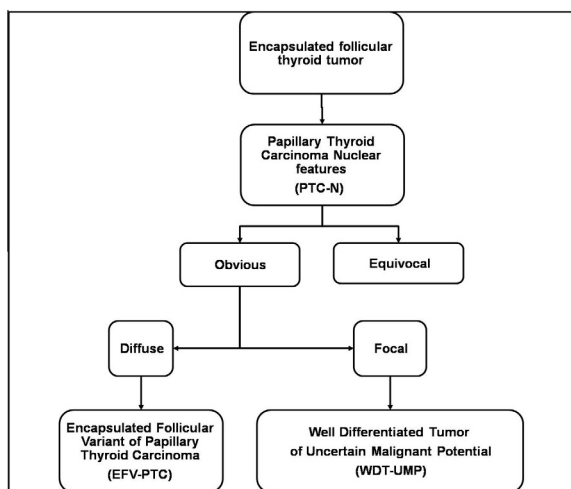 Encapsulated follicular
thyroid tumor
Papillary Thyroid
Carcinoma Nuclear
features
(PTC-N)
Obvious
Equivocal
Diffuse
Focal
Encapsulated Follicular
Variant of Papillary
Thyroid Carcinoma
(EFV-PTC)
Well Differentiated Tumor
of Uncertain Malignant Potential
(WDT-UMP)